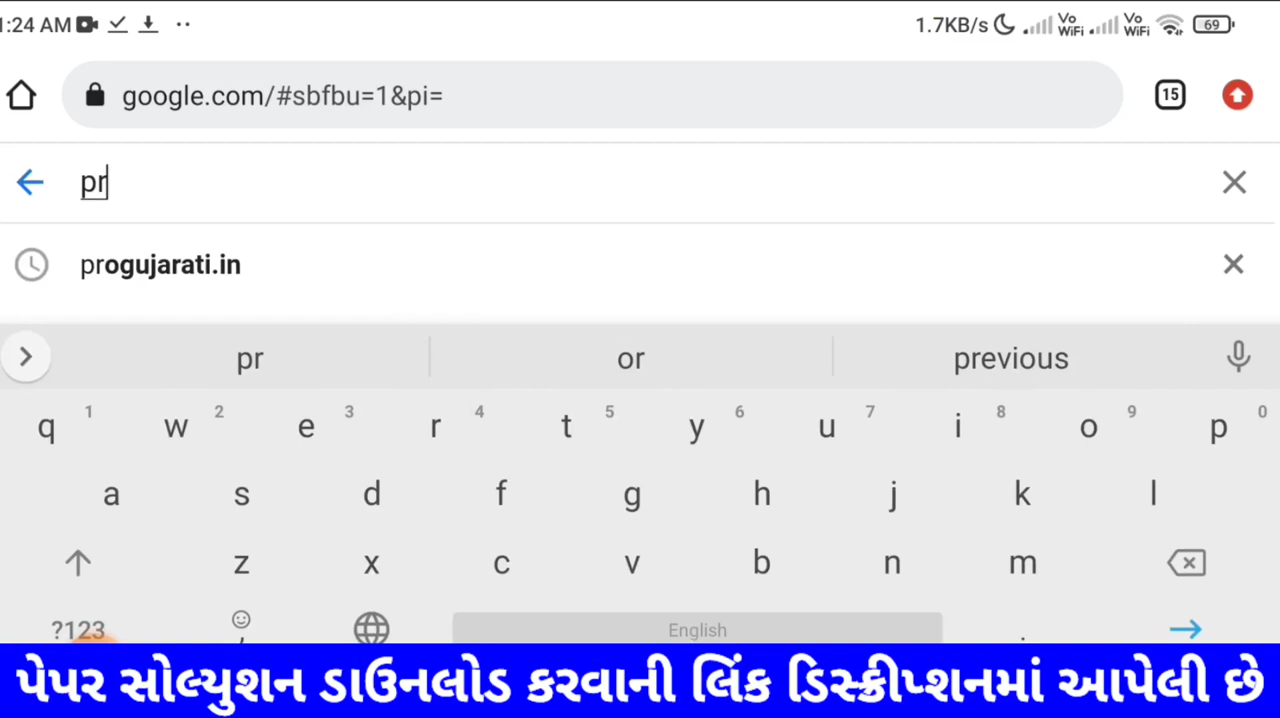 1:24 AM
1.7KB/s Vo WiFi Vo WiFi 69
google.com/#sbfbu=1&pi= 15
pr
progujarati.in
pr or previous
q 1 w 2 e 3 r 4 t 5 y 6 u 7 i 8 o 9 p 0
a s d f g h j k l
z x c v b n m
?123 , English .
પેપર સોલ્યુશન ડાઉનલોડ કરવાની લિંક ડિસ્ક્રીપ્શનમાં આપેલી છે